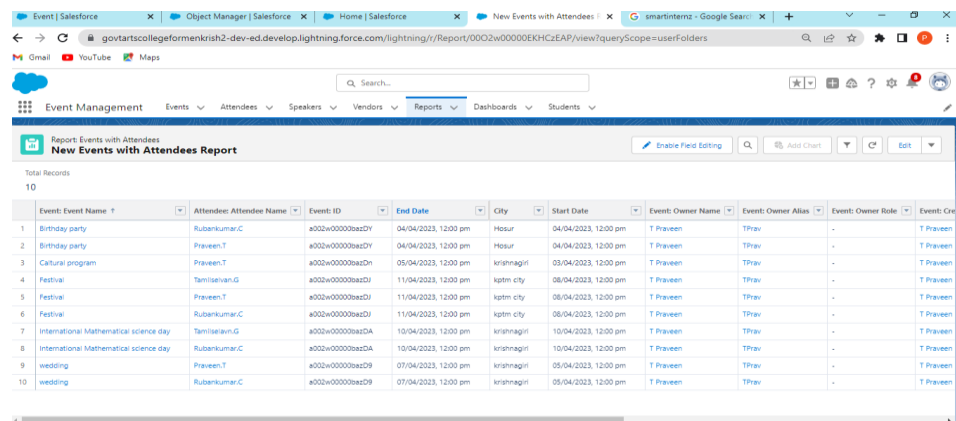 Event | Salesforce
Object Manager | Salesforce
Home | Salesforce
New Events with Attendees R
smartinternz - Google Search
govtartscollegeformenkrish2-dev-ed.develop.lightning.force.com/lightning/r/Report/00O2w00000EKHCzEAP/view?queryScope=userFolders
P
Gmail YouTube Maps
Search...
8
Event Management Events Attendees Speakers Vendors Reports Dashboards Students
Report: Events with Attendees
New Events with Attendees Report
Enable Field Editing Add Chart Edit
Total Records
10
Event: Event Name ↑ Attendee: Attendee Name Event: ID End Date City Start Date Event: Owner Name Event: Owner Alias Event: Owner Role Event: Cre
1 Birthday party Rubankumar.C a002w00000bazDY 04/04/2023, 12:00 pm Hosur 04/04/2023, 12:00 pm T Praveen TPrav - T Praveen
2 Birthday party Praveen.T a002w00000bazDY 04/04/2023, 12:00 pm Hosur 04/04/2023, 12:00 pm T Praveen TPrav - T Praveen
3 Caltural program Praveen.T a002w00000bazDn 05/04/2023, 12:00 pm krishnagiri 03/04/2023, 12:00 pm T Praveen TPrav - T Praveen
4 Festival Tamilselvan.G a002w00000bazDJ 11/04/2023, 12:00 pm kptm city 08/04/2023, 12:00 pm T Praveen TPrav - T Praveen
5 Festival Praveen.T a002w00000bazDJ 11/04/2023, 12:00 pm kptm city 08/04/2023, 12:00 pm T Praveen TPrav - T Praveen
6 Festival Rubankumar.C a002w00000bazDJ 11/04/2023, 12:00 pm kptm city 08/04/2023, 12:00 pm T Praveen TPrav - T Praveen
7 International Mathematical science day Tamilselavn.G a002w00000bazDA 10/04/2023, 12:00 pm krishnagiri 10/04/2023, 12:00 pm T Praveen TPrav - T Praveen
8 International Mathematical science day Rubankumar.C a002w00000bazDA 10/04/2023, 12:00 pm krishnagiri 10/04/2023, 12:00 pm T Praveen TPrav - T Praveen
9 wedding Praveen.T a002w00000bazD9 07/04/2023, 12:00 pm krishnagiri 05/04/2023, 12:00 pm T Praveen TPrav - T Praveen
10 wedding Rubankumar.C a002w00000bazD9 07/04/2023, 12:00 pm krishnagiri 05/04/2023, 12:00 pm T Praveen TPrav - T Praveen